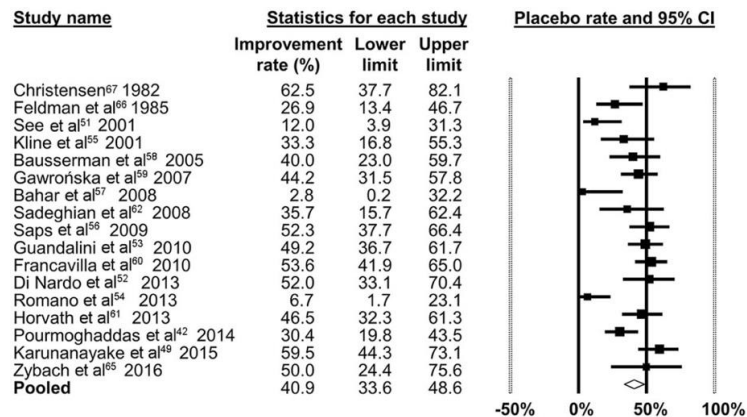 Study name Statistics for each study Placebo rate and 95% CI
Improvement Lower Upper
rate (%) limit limit
Christensen⁶⁷ 1982 62.5 37.7 82.1
Feldman et al⁶⁶ 1985 26.9 13.4 46.7
See et al⁵¹ 2001 12.0 3.9 31.3
Kline et al⁵⁵ 2001 33.3 16.8 55.3
Bausserman et al⁵⁸ 2005 40.0 23.0 59.7
Gawrońska et al⁵⁹ 2007 44.2 31.5 57.8
Bahar et al⁵⁷ 2008 2.8 0.2 32.2
Sadeghian et al⁶² 2008 35.7 15.7 62.4
Saps et al⁵⁶ 2009 52.3 37.7 66.4
Guandalini et al⁵³ 2010 49.2 36.7 61.7
Francavilla et al⁶⁰ 2010 53.6 41.9 65.0
Di Nardo et al⁵² 2013 52.0 33.1 70.4
Romano et al⁵⁴ 2013 6.7 1.7 23.1
Horvath et al⁶¹ 2013 46.5 32.3 61.3
Pourmoghaddas et al⁴² 2014 30.4 19.8 43.5
Karunanayake et al⁴⁹ 2015 59.5 44.3 73.1
Zybach et al⁶⁵ 2016 50.0 24.4 75.6
Pooled 40.9 33.6 48.6
-50% 0% 50% 100%